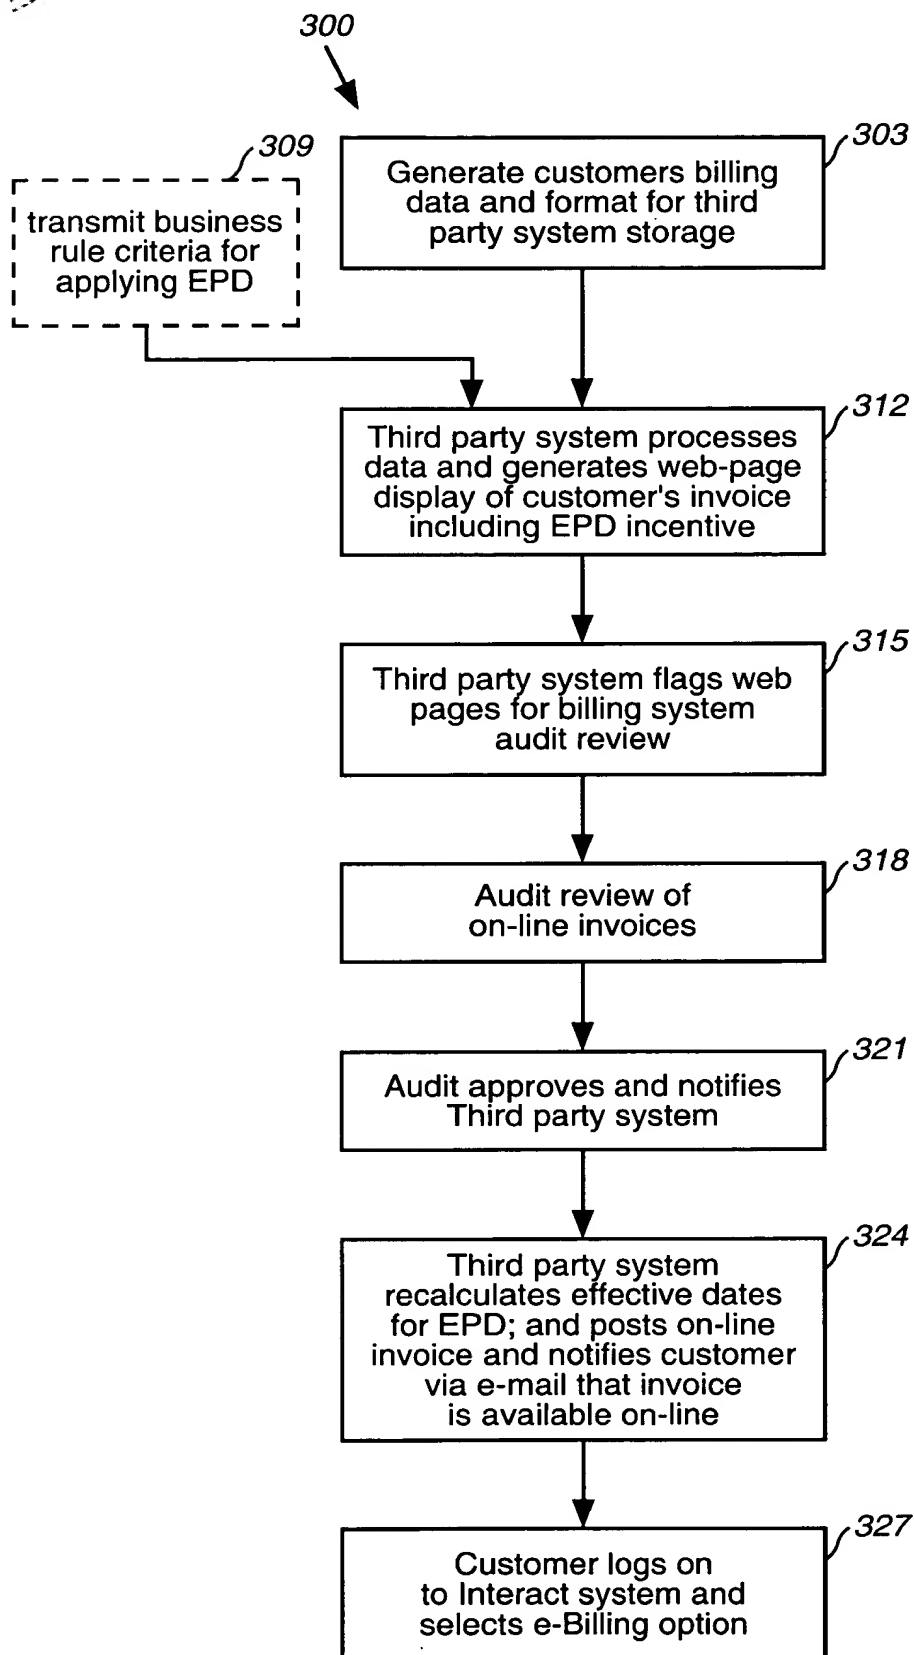 300
303
Generate customers billing
data and format for third
party system storage
309
transmit business
rule criteria for
applying EPD
312
Third party system processes
data and generates web-page
display of customer's invoice
including EPD incentive
315
Third party system flags web
pages for billing system
audit review
318
Audit review of
on-line invoices
321
Audit approves and notifies
Third party system
324
Third party system
recalculates effective dates
for EPD; and posts on-line
invoice and notifies customer
via e-mail that invoice
is available on-line
327
Customer logs on
to Interact system and
selects e-Billing option